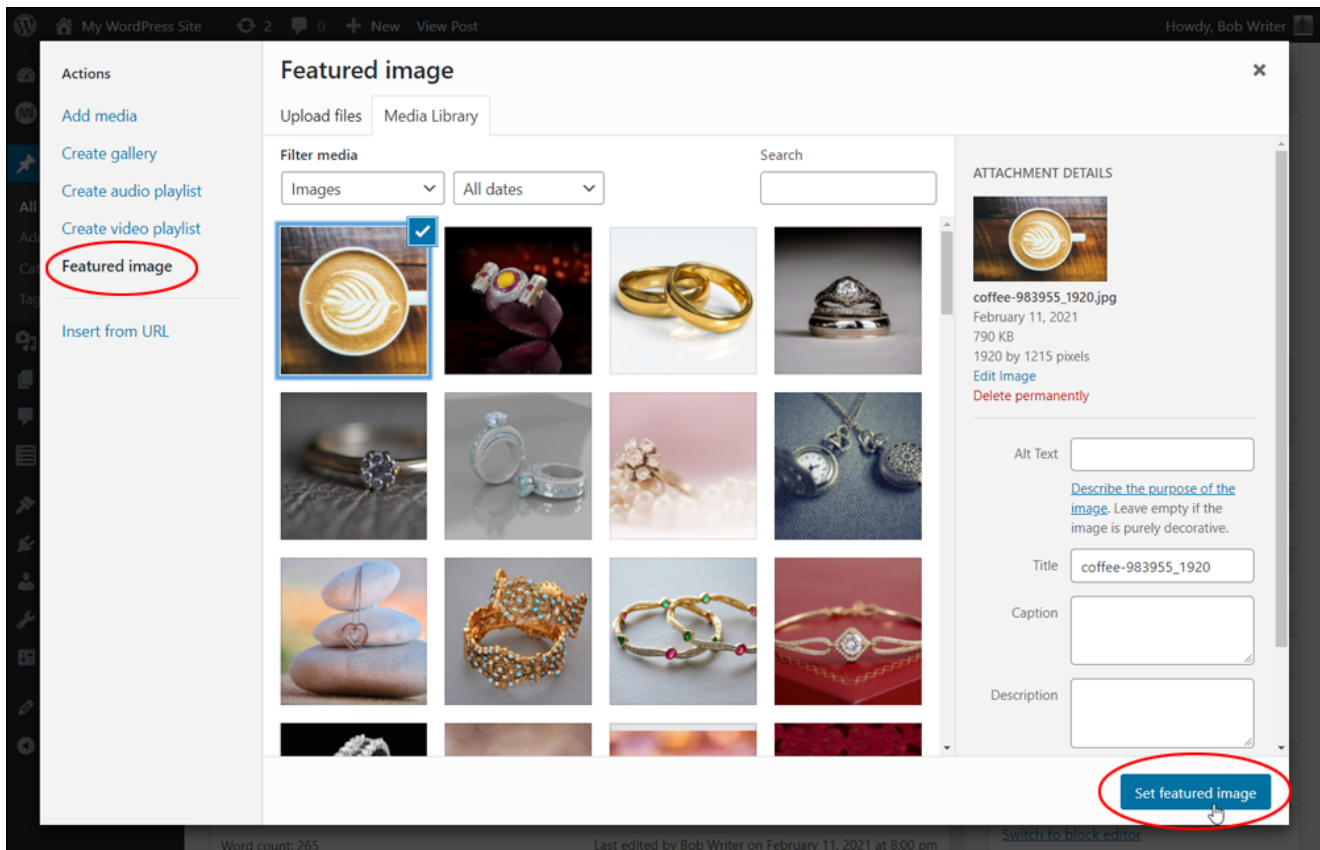 My WordPress Site 2 0 New View Post Howdy, Bob Writer
Actions
Add media
Create gallery
Create audio playlist
Create video playlist
Featured image
Insert from URL
Featured image
Upload files Media Library
Filter media
Images All dates
Search
ATTACHMENT DETAILS
coffee-983955_1920.jpg
February 11, 2021
790 KB
1920 by 1215 pixels
Edit Image
Delete permanently
Alt Text
Describe the purpose of the
image. Leave empty if the
image is purely decorative.
Title coffee-983955_1920
Caption
Description
Set featured image
All
Add
Cat
Tag
Switch to block editor
Word count: 265 Last edited by Bob Writer on February 11, 2021 at 8:00 pm